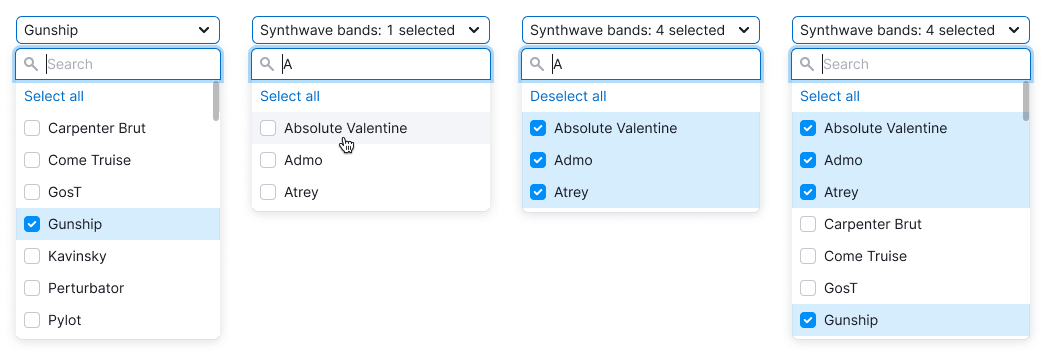 Gunship
Search
Select all
Carpenter Brut
Come Truise
GosT
Gunship
Kavinsky
Perturbator
Pylot
Synthwave bands: 1 selected
A
Select all
Absolute Valentine
Admo
Atrey
Synthwave bands: 4 selected
A
Deselect all
Absolute Valentine
Admo
Atrey
Synthwave bands: 4 selected
Search
Select all
Absolute Valentine
Admo
Atrey
Carpenter Brut
Come Truise
GosT
Gunship